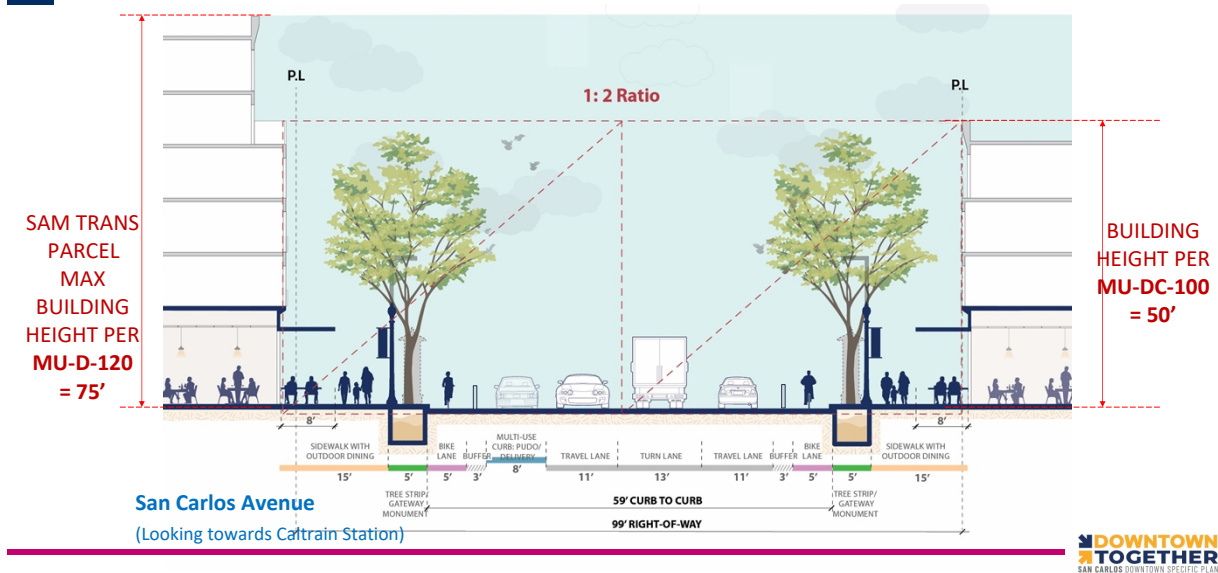 P.L
P.L
1: 2 Ratio
SAM TRANS
PARCEL
MAX
BUILDING
HEIGHT PER
MU-D-120
= 75’
BUILDING
HEIGHT PER
MU-DC-100
= 50’
8’
8’
SIDEWALK WITH
OUTDOOR DINING
BIKE
LANE
BUFFER
MULTI-USE
CURB: PUDO/
DELIVERY
TRAVEL LANE
TURN LANE
TRAVEL LANE
BUFFER
BIKE
LANE
SIDEWALK WITH
OUTDOOR DINING
15’
5’
5’
3’
8’
11’
13’
11’
3’
5’
5’
15’
TREE STRIP/
GATEWAY
MONUMENT
59’ CURB TO CURB
TREE STRIP/
GATEWAY
MONUMENT
99’ RIGHT-OF-WAY
San Carlos Avenue
(Looking towards Caltrain Station)
DOWNTOWN
TOGETHER
SAN CARLOS DOWNTOWN SPECIFIC PLAN